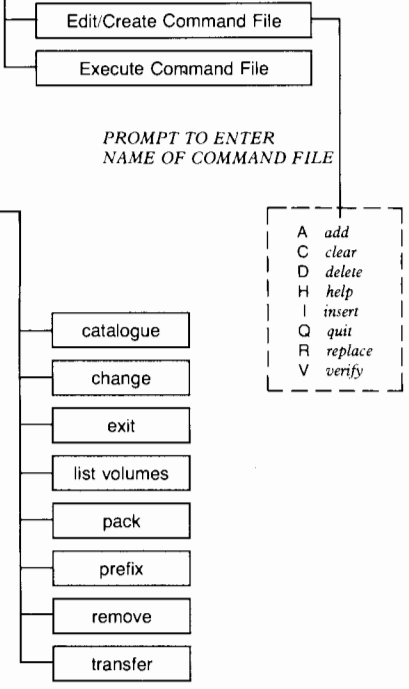 Edit/Create Command File
Execute Command File
PROMPT TO ENTER
NAME OF COMMAND FILE
A add
C clear
D delete
H help
I insert
Q quit
R replace
V verify
catalogue
change
exit
list volumes
pack
prefix
remove
transfer